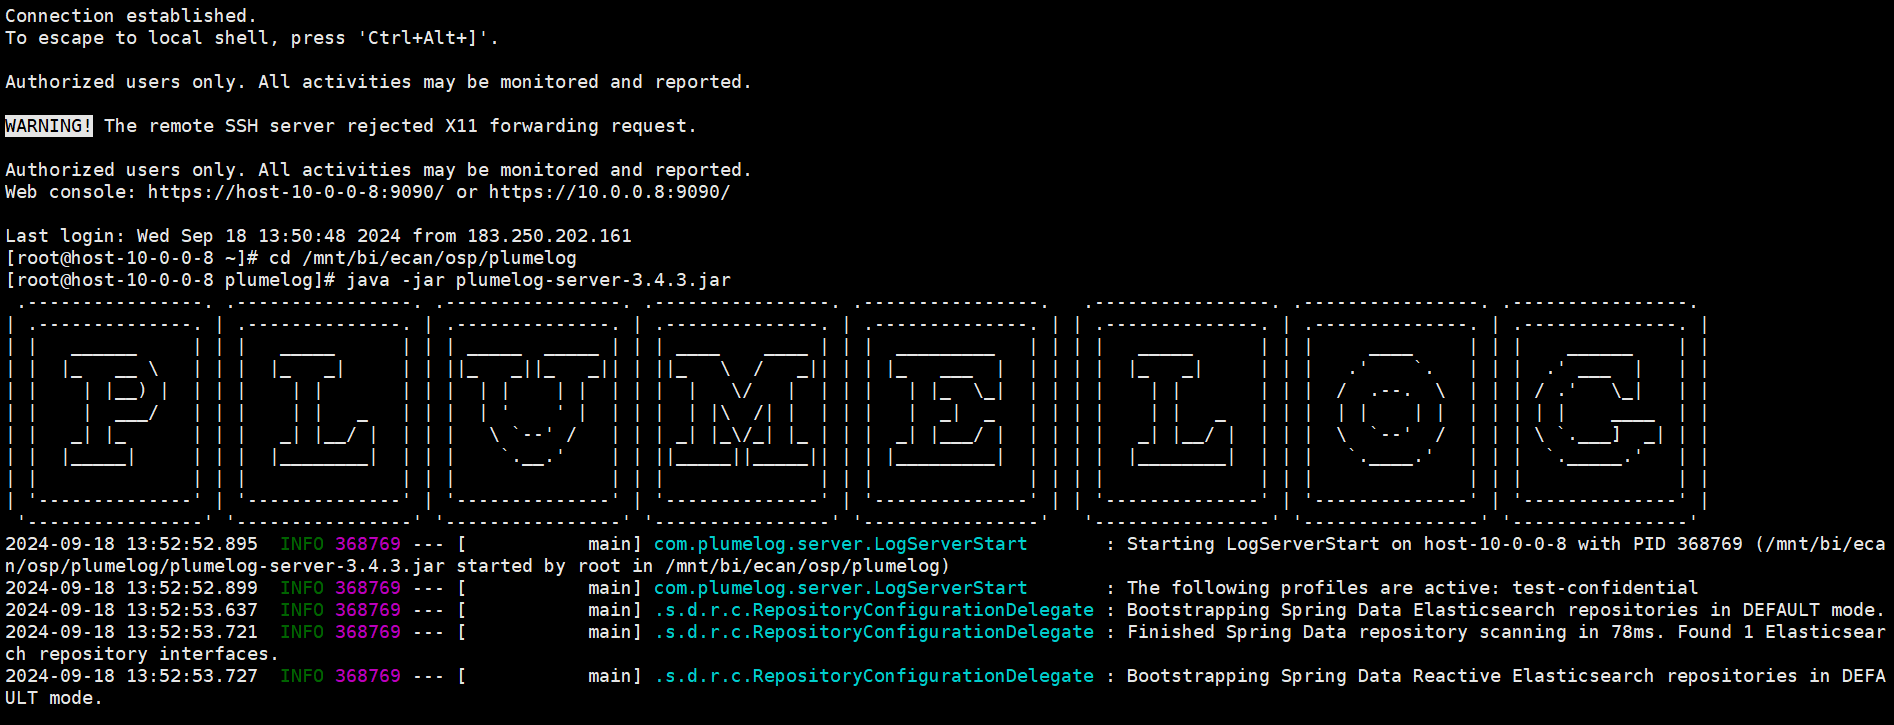 Connection established.
To escape to local shell, press 'Ctrl+Alt+]'.
Authorized users only. All activities may be monitored and reported.
WARNING! The remote SSH server rejected X11 forwarding request.
Authorized users only. All activities may be monitored and reported.
Web console: https://host-10-0-0-8:9090/ or https://10.0.0.8:9090/
Last login: Wed Sep 18 13:50:48 2024 from 183.250.202.161
[root@host-10-0-0-8 ~]# cd /mnt/bi/ecan/osp/plumelog
[root@host-10-0-0-8 plumelog]# java -jar plumelog-server-3.4.3.jar
PLUMELOG
2024-09-18 13:52:52.895  INFO 368769 --- [           main] com.plumelog.server.LogServerStart       : Starting LogServerStart on host-10-0-0-8 with PID 368769 (/mnt/bi/eca
n/osp/plumelog/plumelog-server-3.4.3.jar started by root in /mnt/bi/ecan/osp/plumelog)
2024-09-18 13:52:52.899  INFO 368769 --- [           main] com.plumelog.server.LogServerStart       : The following profiles are active: test-confidential
2024-09-18 13:52:53.637  INFO 368769 --- [           main] .s.d.r.c.RepositoryConfigurationDelegate : Bootstrapping Spring Data Elasticsearch repositories in DEFAULT mode.
2024-09-18 13:52:53.721  INFO 368769 --- [           main] .s.d.r.c.RepositoryConfigurationDelegate : Finished Spring Data repository scanning in 78ms. Found 1 Elasticsear
ch repository interfaces.
2024-09-18 13:52:53.727  INFO 368769 --- [           main] .s.d.r.c.RepositoryConfigurationDelegate : Bootstrapping Spring Data Reactive Elasticsearch repositories in DEFA
ULT mode.